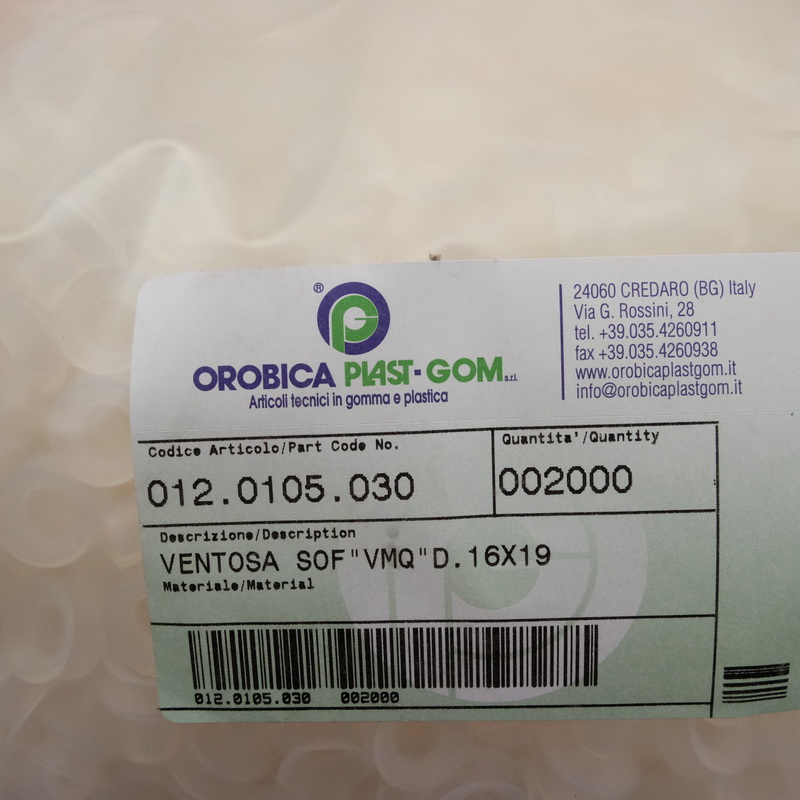 ®
OROBICA PLAST-GOM s.r.l.
Articoli tecnici in gomma e plastica
24060 CREDARO (BG) Italy
Via G. Rossini, 28
tel. +39.035.4260911
fax +39.035.4260938
www.orobicaplastgom.it
info@orobicaplastgom.it
Codice Articolo/Part Code No.
012.0105.030
Quantita'/Quantity
002000
Descrizione/Description
VENTOSA SOF"VMQ"D.16X19
Materiale/Material
012.0105.030 002000